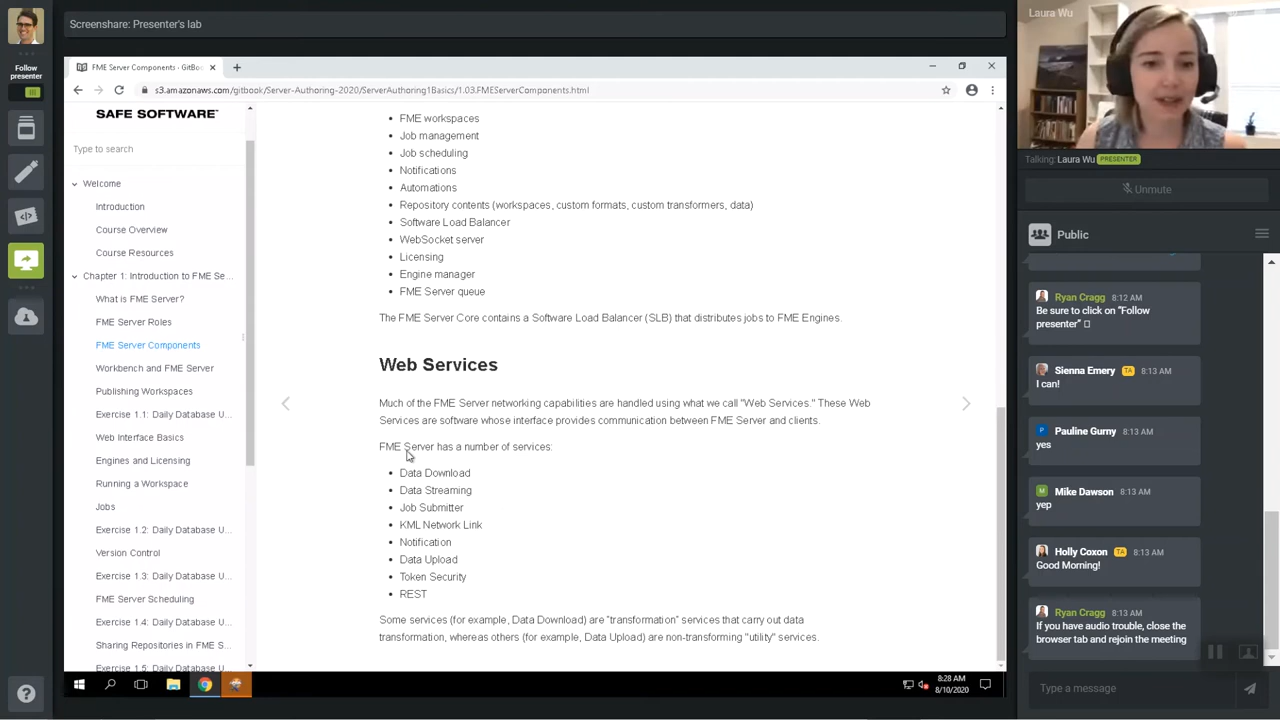 Screenshare: Presenter's lab
Follow
presenter
FME Server Components - GitBo
s3.amazonaws.com/gitbook/Server-Authoring-2020/ServerAuthoring1Basics/1.03.FMEServerComponents.html
SAFE SOFTWARE™
Type to search
Welcome
Introduction
Course Overview
Course Resources
Chapter 1: Introduction to FME Se...
What is FME Server?
FME Server Roles
FME Server Components
Workbench and FME Server
Publishing Workspaces
Exercise 1.1: Daily Database U...
Web Interface Basics
Engines and Licensing
Running a Workspace
Jobs
Exercise 1.2: Daily Database U...
Version Control
Exercise 1.3: Daily Database U...
FME Server Scheduling
Exercise 1.4: Daily Database U...
Sharing Repositories in FME S...
Exercise 1.5: Daily Database U...
• FME workspaces
• Job management
• Job scheduling
• Notifications
• Automations
• Repository contents (workspaces, custom formats, custom transformers, data)
• Software Load Balancer
• WebSocket server
• Licensing
• Engine manager
• FME Server queue
The FME Server Core contains a Software Load Balancer (SLB) that distributes jobs to FME Engines.
Web Services
Much of the FME Server networking capabilities are handled using what we call "Web Services." These Web
Services are software whose interface provides communication between FME Server and clients.
FME Server has a number of services:
• Data Download
• Data Streaming
• Job Submitter
• KML Network Link
• Notification
• Data Upload
• Token Security
• REST
Some services (for example, Data Download) are "transformation" services that carry out data
transformation, whereas others (for example, Data Upload) are non-transforming "utility" services.
8:28 AM
8/10/2020
Laura Wu
Talking: Laura Wu PRESENTER
Unmute
Public
Ryan Cragg 8:12 AM
Be sure to click on "Follow
presenter"
Sienna Emery TA 8:13 AM
I can!
P Pauline Gurny 8:13 AM
yes
M Mike Dawson 8:13 AM
yep
Holly Coxon TA 8:13 AM
Good Morning!
Ryan Cragg 8:13 AM
If you have audio trouble, close the
browser tab and rejoin the meeting
Type a message